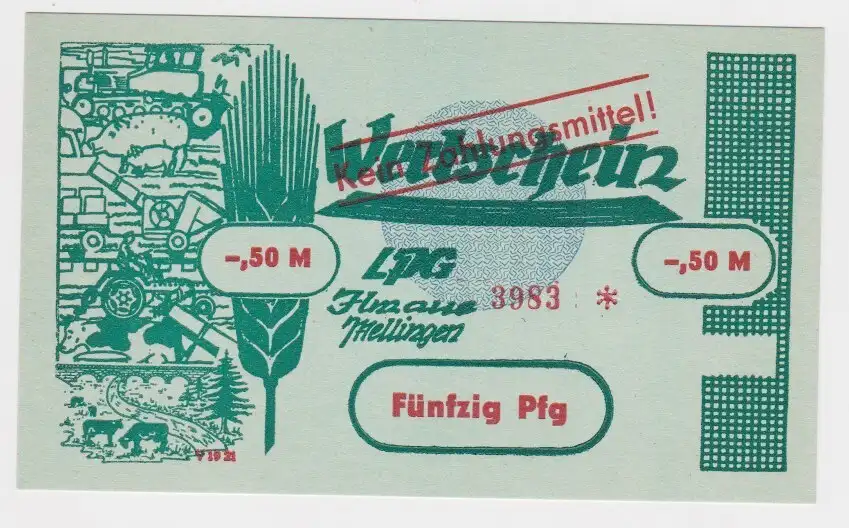 Kein Zahlungsmittel!
Wertschein
-,50 M
-,50 M
LPG
Ilmaue
Mellingen
3983 *
Fünfzig Pfg
V 19 21